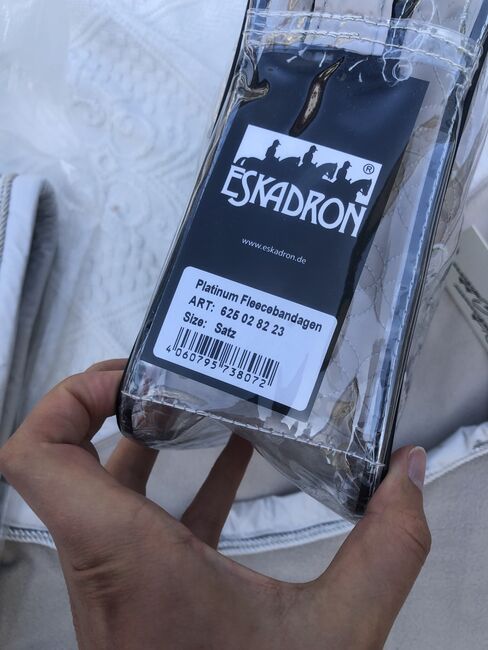 ESKADRON®
www.eskadron.de
Platinum Fleecebandagen
ART: 625 02 82 23
Size: Satz
4 060795 738072